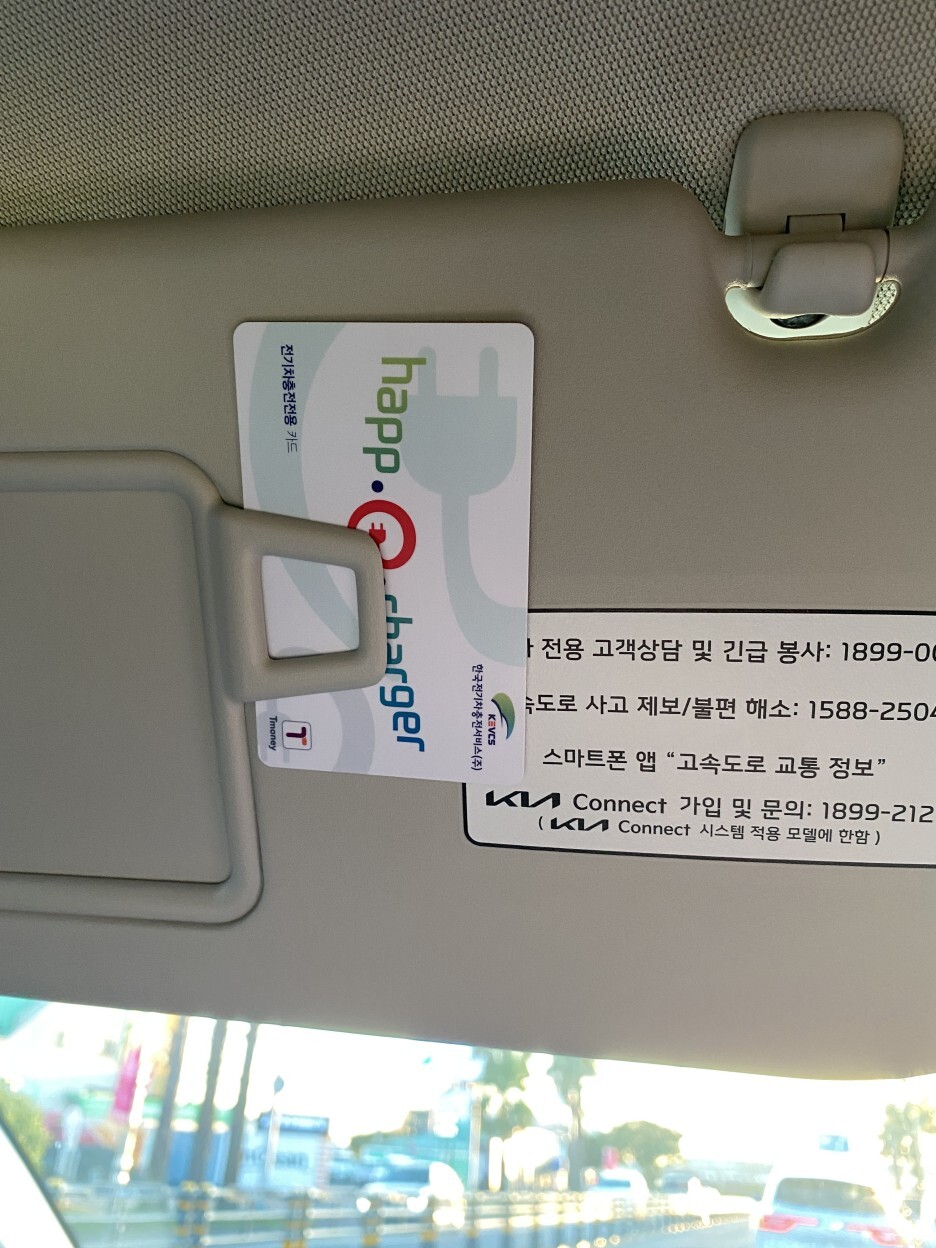 전기차충전전용 카드
happ
charger
한국전기차충전서비스(주)
KEVCS
Tmoney
전용 고객상담 및 긴급 봉사: 1899-00
속도로 사고 제보/불편 해소: 1588-2504
스마트폰 앱 “고속도로 교통 정보”
KIA Connect 가입 및 문의: 1899-212
( KIA Connect 시스템 적용 모델에 한함 )